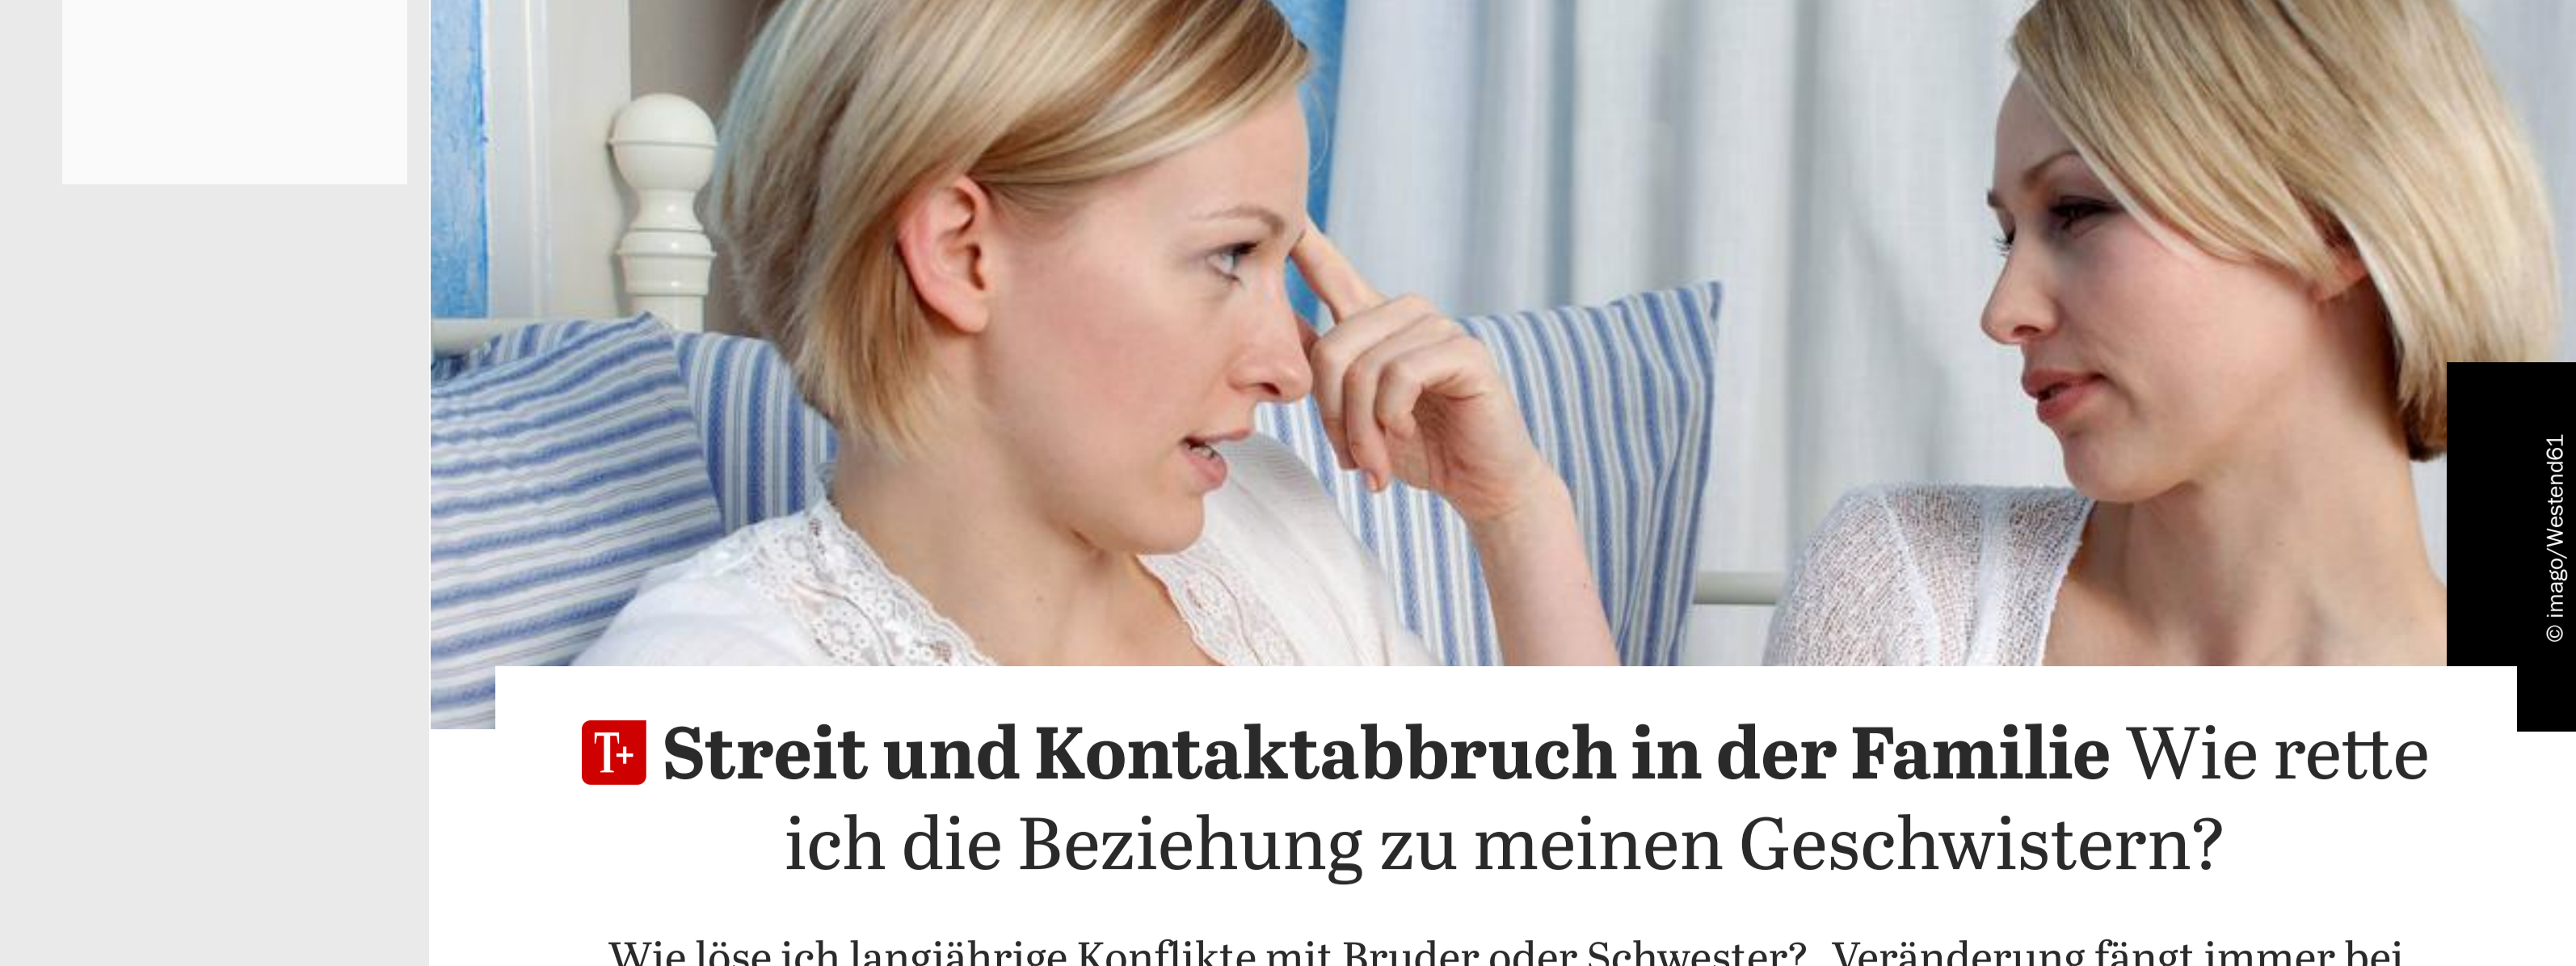 © imago/Westend61
T+ Streit und Kontaktabbruch in der Familie Wie rette
ich die Beziehung zu meinen Geschwistern?
Wie löse ich langjährige Konflikte mit Bruder oder Schwester? „Veränderung fängt immer bei